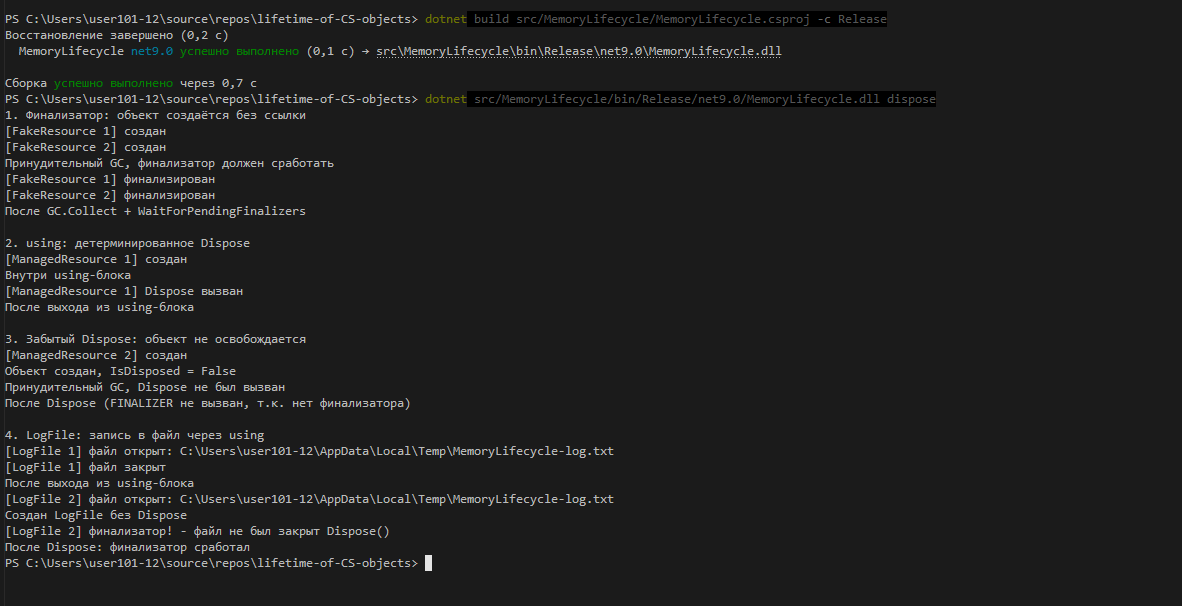 PS C:\Users\user101-12\source\repos\lifetime-of-CS-objects> dotnet build src/MemoryLifecycle/MemoryLifecycle.csproj -c Release
Восстановление завершено (0,2 с)
  MemoryLifecycle net9.0 успешно выполнено (0,1 с) → src\MemoryLifecycle\bin\Release\net9.0\MemoryLifecycle.dll

Сборка успешно выполнено через 0,7 с
PS C:\Users\user101-12\source\repos\lifetime-of-CS-objects> dotnet src/MemoryLifecycle/bin/Release/net9.0/MemoryLifecycle.dll dispose
1. Финализатор: объект создаётся без ссылки
[FakeResource 1] создан
[FakeResource 2] создан
Принудительный GC, финализатор должен сработать
[FakeResource 1] финализирован
[FakeResource 2] финализирован
После GC.Collect + WaitForPendingFinalizers

2. using: детерминированное Dispose
[ManagedResource 1] создан
Внутри using-блока
[ManagedResource 1] Dispose вызван
После выхода из using-блока

3. Забытый Dispose: объект не освобождается
[ManagedResource 2] создан
Объект создан, IsDisposed = False
Принудительный GC, Dispose не был вызван
После Dispose (FINALIZER не вызван, т.к. нет финализатора)

4. LogFile: запись в файл через using
[LogFile 1] файл открыт: C:\Users\user101-12\AppData\Local\Temp\MemoryLifecycle-log.txt
[LogFile 1] файл закрыт
После выхода из using-блока
[LogFile 2] файл открыт: C:\Users\user101-12\AppData\Local\Temp\MemoryLifecycle-log.txt
Создан LogFile без Dispose
[LogFile 2] финализатор! - файл не был закрыт Dispose()
После Dispose: финализатор сработал
PS C:\Users\user101-12\source\repos\lifetime-of-CS-objects>